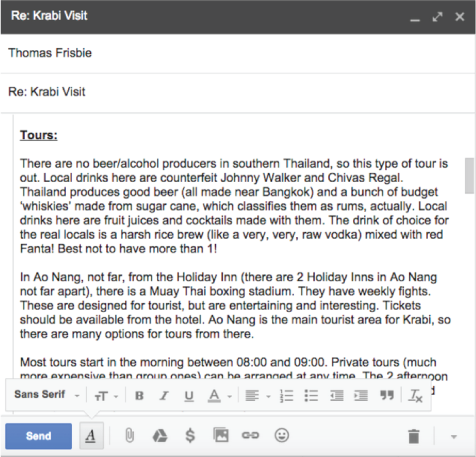 Re: Krabi Visit
Thomas Frisbie
Re: Krabi Visit
Tours:
There are no beer/alcohol producers in southern Thailand, so this type of tour is
out. Local drinks here are counterfeit Johnny Walker and Chivas Regal.
Thailand produces good beer (all made near Bangkok) and a bunch of budget
'whiskies' made from sugar cane, which classifies them as rums, actually. Local
drinks here are fruit juices and cocktails made with them. The drink of choice for
the real locals is a harsh rice brew (like a very, very, raw vodka) mixed with red
Fanta! Best not to have more than 1!
In Ao Nang, not far, from the Holiday Inn (there are 2 Holiday Inns in Ao Nang
not far apart), there is a Muay Thai boxing stadium. They have weekly fights.
These are designed for tourist, but are entertaining and interesting. Tickets
should be available from the hotel. Ao Nang is the main tourist area for Krabi, so
there are many options for tours from there.
Most tours start in the morning between 08:00 and 09:00. Private tours (much
more expensive than group ones) can be arranged at any time. The 2 afternoon
Sans Serif
Send